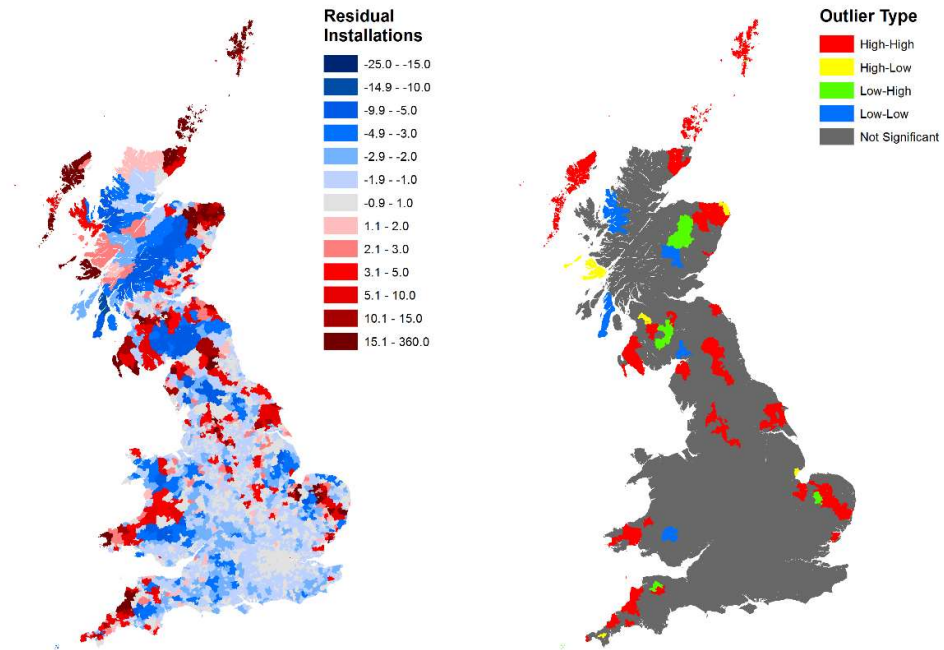 Residual
Installations
-25.0 - -15.0
-14.9 - -10.0
-9.9 - -5.0
-4.9 - -3.0
-2.9 - -2.0
-1.9 - -1.0
-0.9 - 1.0
1.1 - 2.0
2.1 - 3.0
3.1 - 5.0
5.1 - 10.0
10.1 - 15.0
15.1 - 360.0
Outlier Type
High-High
High-Low
Low-High
Low-Low
Not Significant